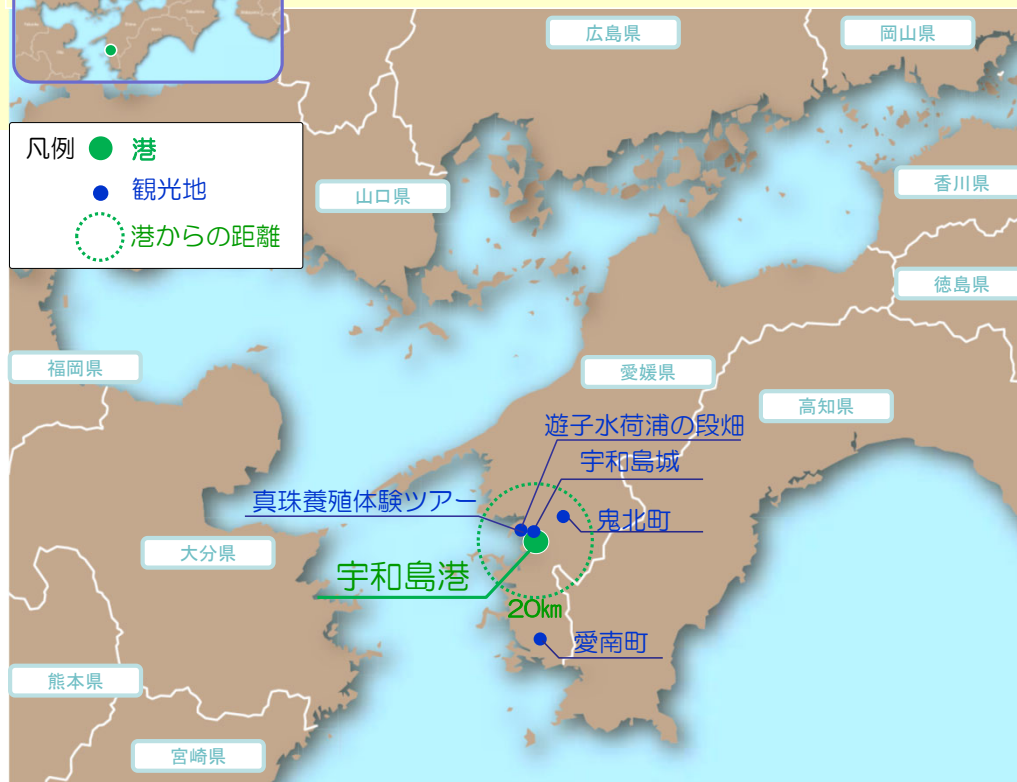 広島県
岡山県
凡例
港
観光地
港からの距離
山口県
香川県
徳島県
福岡県
愛媛県
高知県
遊子水荷浦の段畑
宇和島城
真珠養殖体験ツアー
鬼北町
大分県
宇和島港
20㎞
愛南町
熊本県
宮崎県